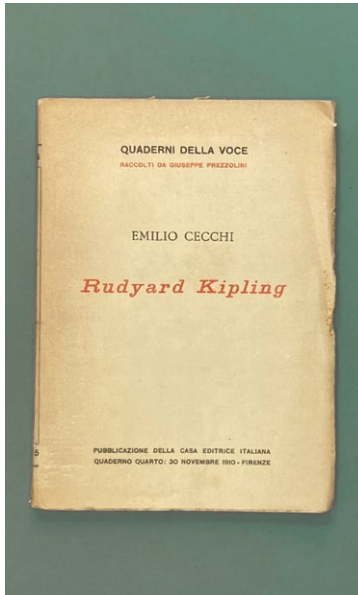 QUADERNI DELLA VOCE
RACCOLTI DA GIUSEPPE PREZZOLINI
EMILIO CECCHI
Rudyard Kipling
5
PUBBLICAZIONE DELLA CASA EDITRICE ITALIANA
QUADERNO QUARTO: 30 NOVEMBRE 1910 - FIRENZE